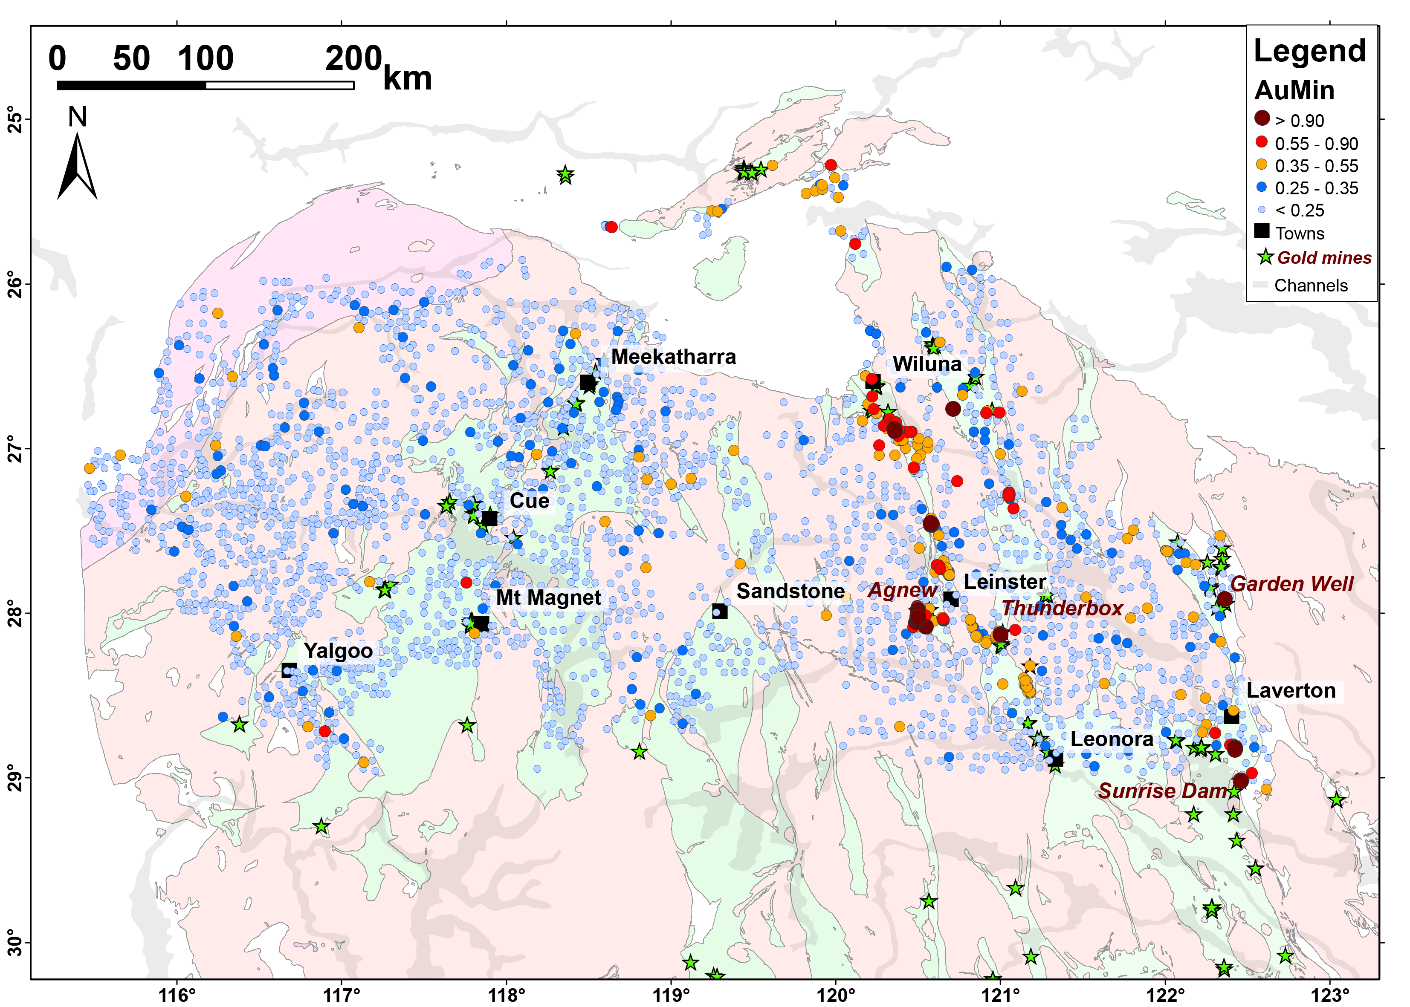 0 50 100 200 km
N
Legend
AuMin
> 0.90
0.55 - 0.90
0.35 - 0.55
0.25 - 0.35
< 0.25
Towns
Gold mines
Channels
25°
26°
27°
28°
29°
30°
Meekatharra
Wiluna
Cue
Leinster
Agnew
Garden Well
Sandstone
Mt Magnet
Thunderbox
Yalgoo
Laverton
Leonora
Sunrise Dam
116° 117° 118° 119° 120° 121° 122° 123°